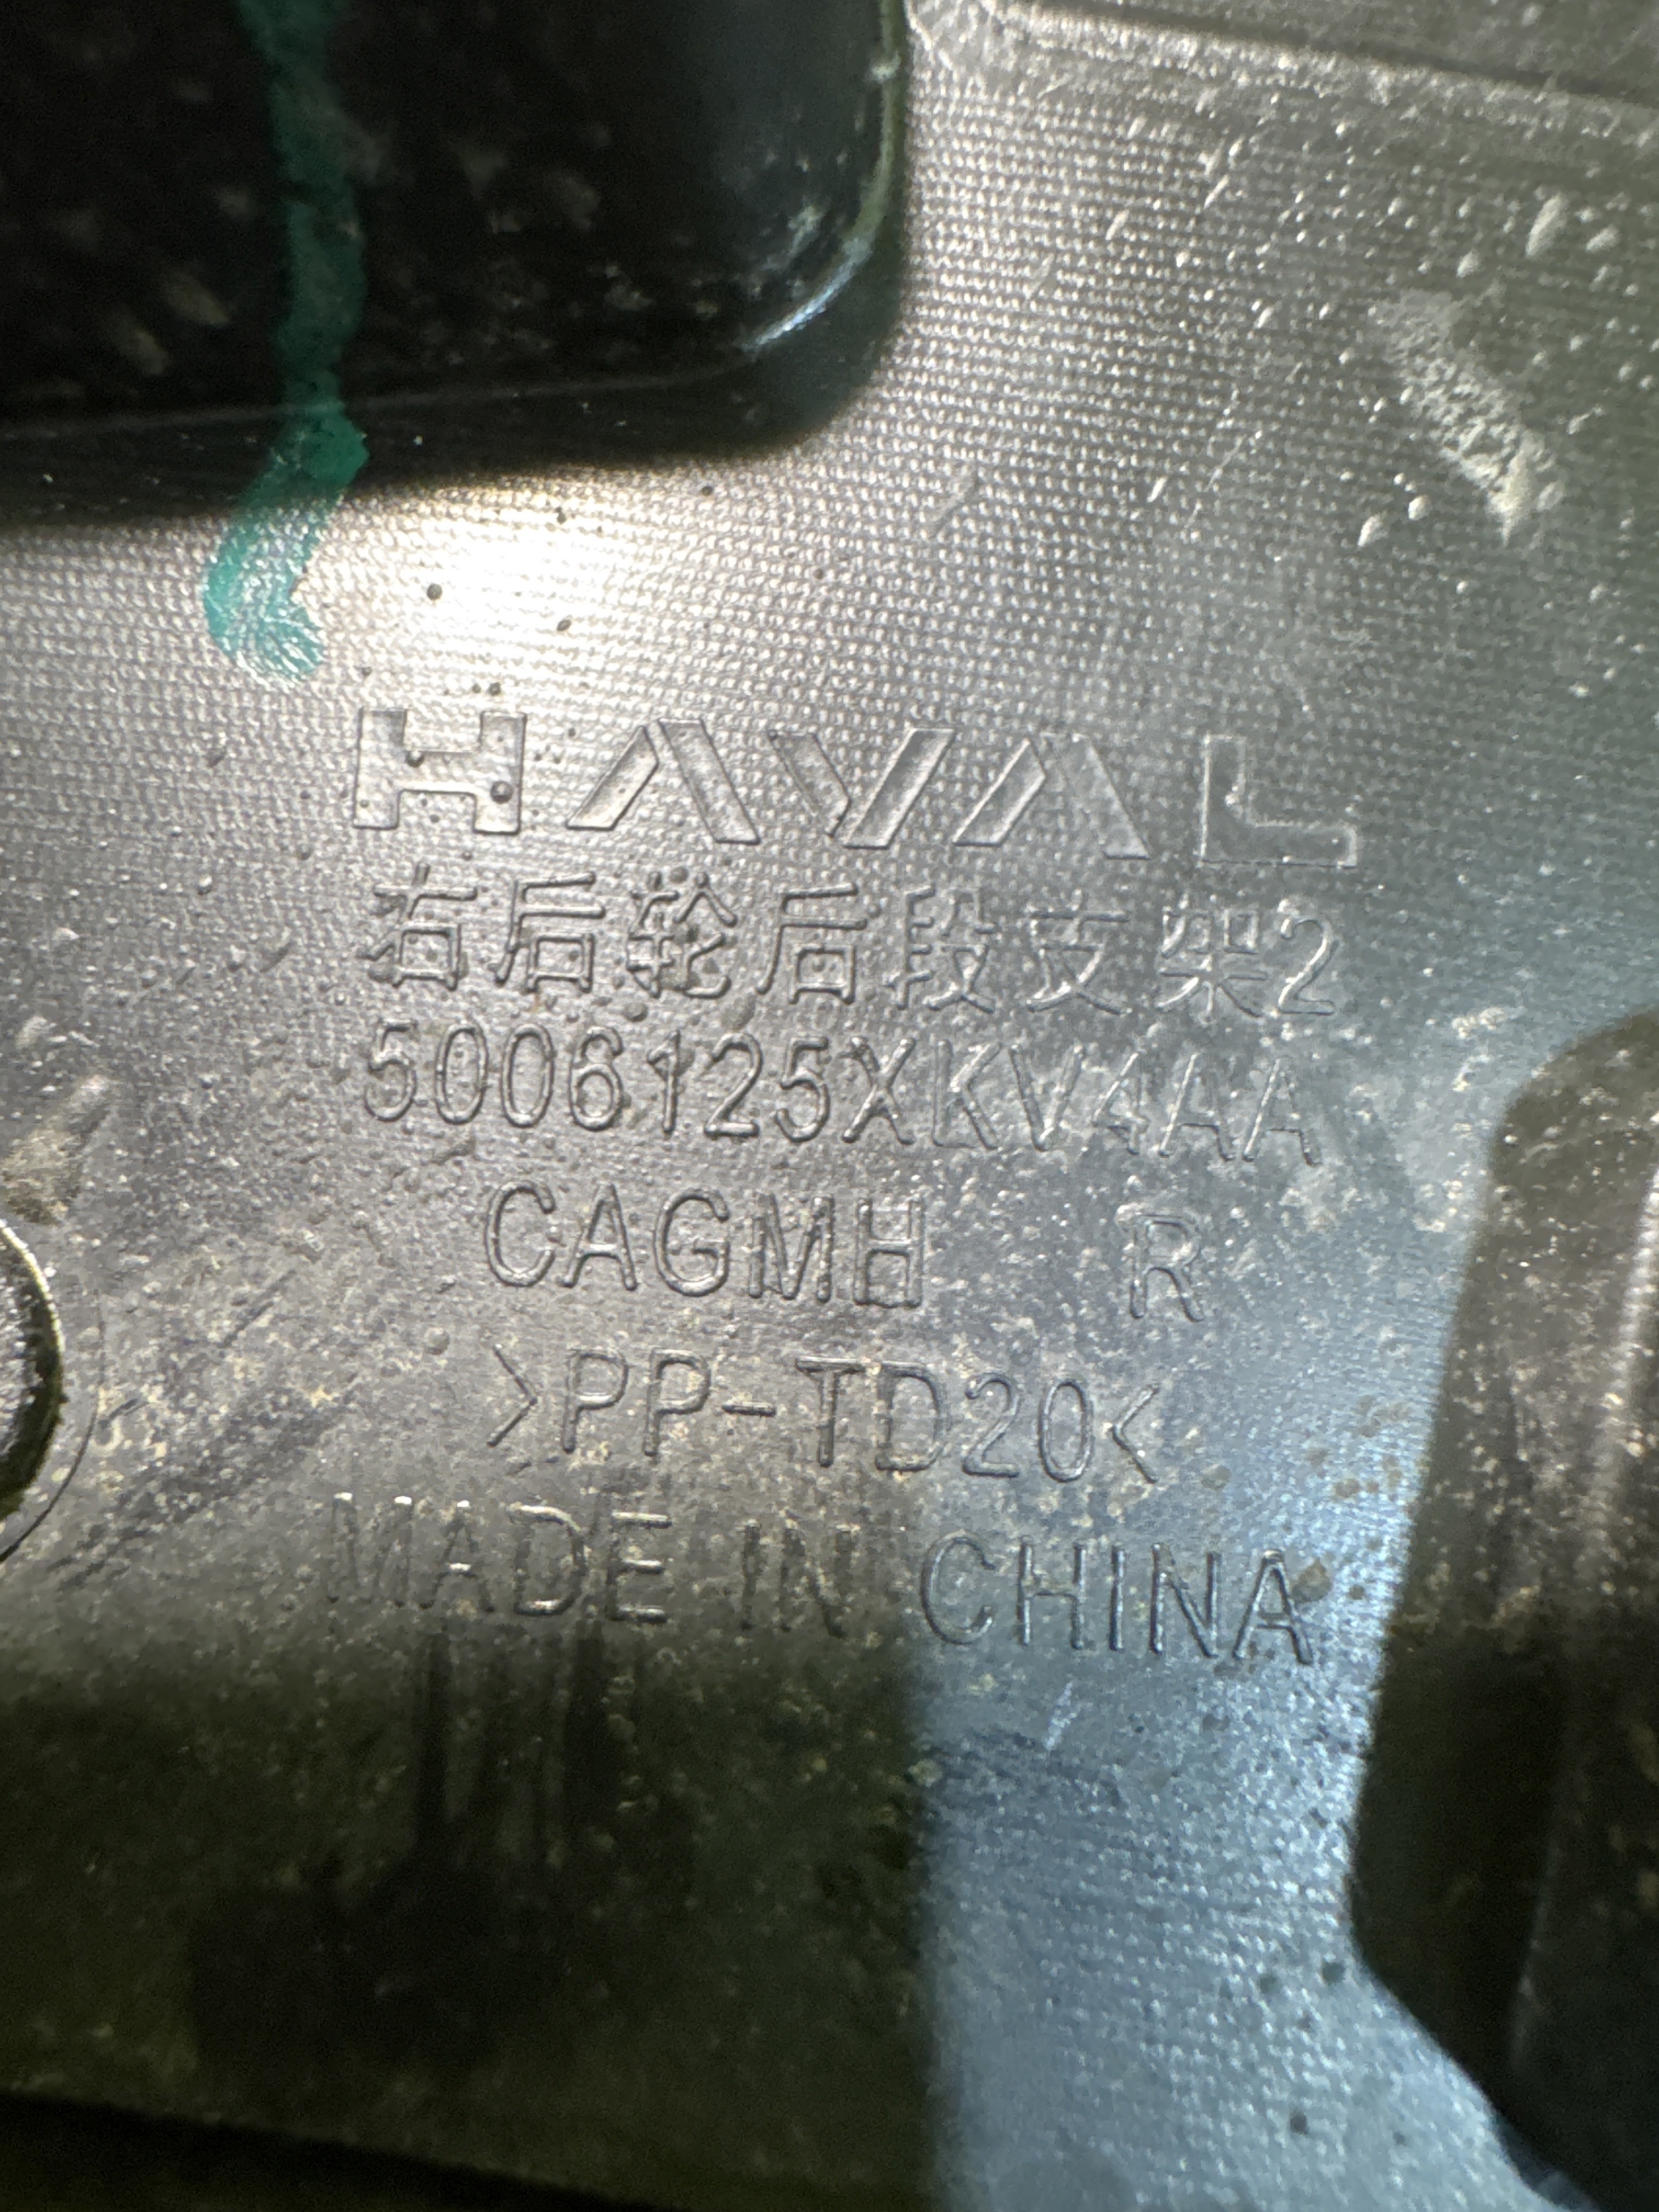 HAVAL
右后轮后段支架2
5006125XKV4AA
CAGMH R
>PP-TD20<
MADE IN CHINA